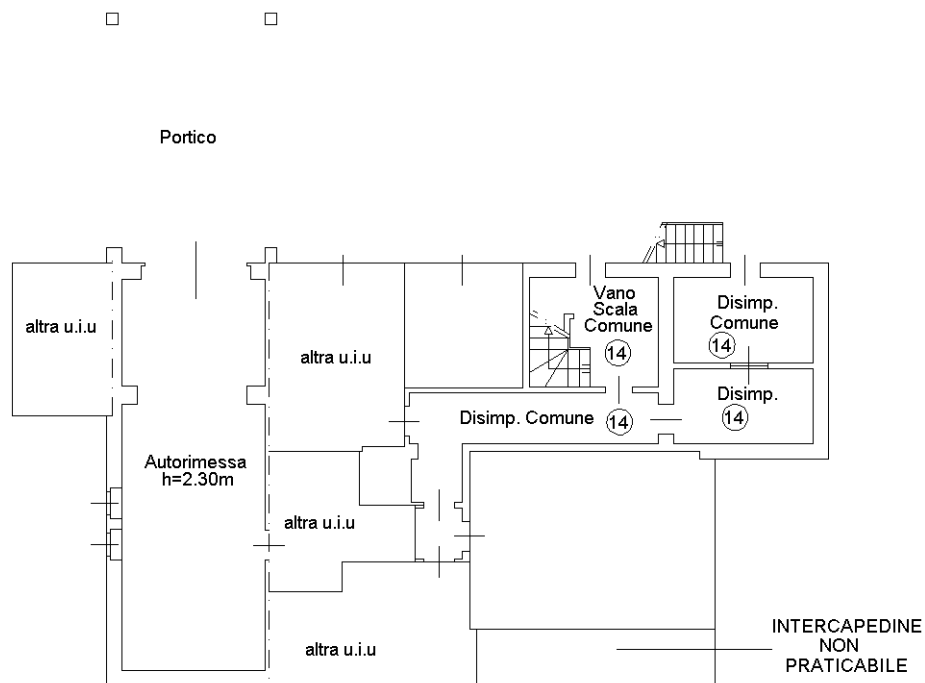 Portico
altra u.i.u
altra u.i.u
Vano
Scala
Comune
14
Disimp.
Comune
14
Disimp.
14
Disimp. Comune
14
Autorimessa
h=2.30m
altra u.i.u
altra u.i.u
INTERCAPEDINE
NON
PRATICABILE